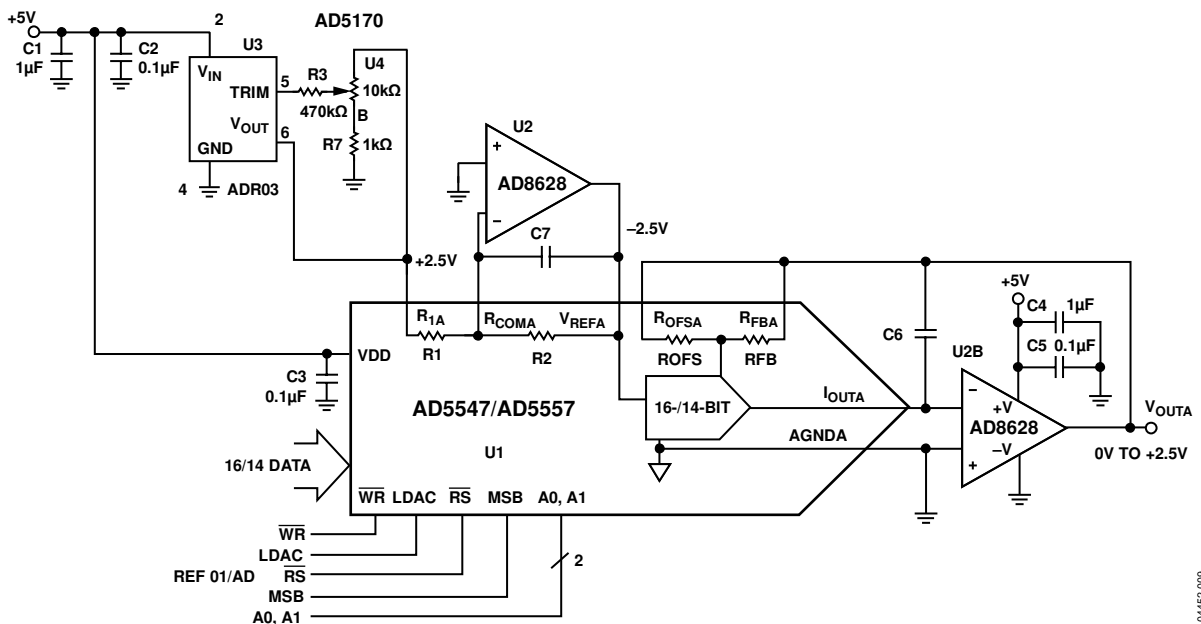 +5V
2
AD5170
C1
1µF
C2
0.1µF
U3
VIN
TRIM
5
R3
470kΩ
U4
10kΩ
B
VOUT
6
GND
R7
1kΩ
4
ADR03
U2
+
AD8628
−
–2.5V
C7
+2.5V
+5V
C4
1µF
C5
0.1µF
R1A
RCOMA
VREFA
ROFSA
RFBA
C6
VDD
R1
R2
ROFS
RFB
U2B
C3
0.1µF
AD5547/AD5557
16-/14-BIT
IOUTA
−
+V
AD8628
VOUTA
U1
AGNDA
–V
+
0V TO +2.5V
16/14 DATA
WR LDAC RS MSB A0, A1
WR
LDAC
2
REF 01/AD RS
MSB
A0, A1
04452-009